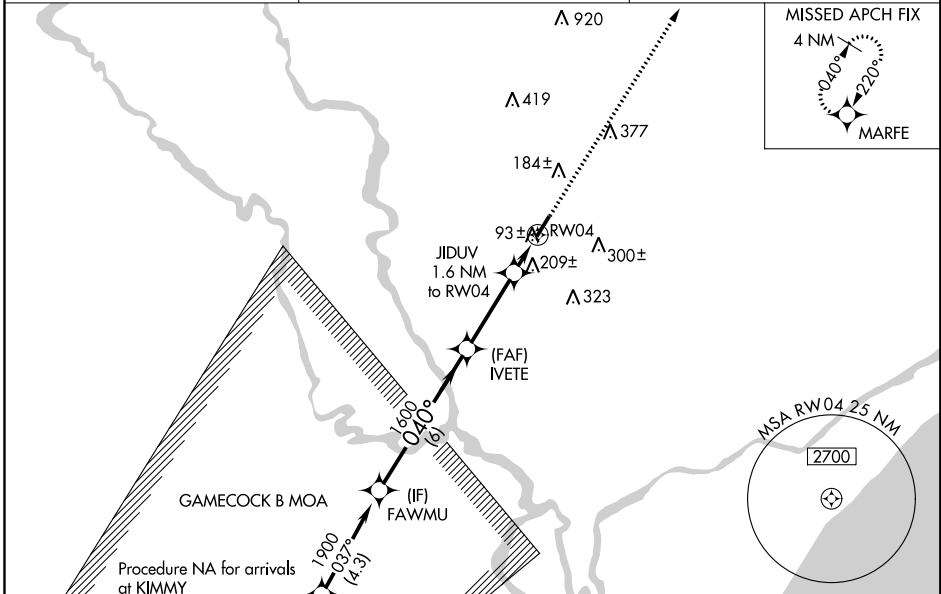 MISSED APCH FIX
4 NM
040°
220°
MARFE
920
419
377
184±
93±
RW04
JIDUV
1.6 NM
to RW04
209±
300±
323
(FAF)
IVETE
1600
040°
(6)
MSA RW04 25 NM
2700
GAMECOCK B MOA
(IF)
FAWMU
1900
037°
(4.3)
Procedure NA for arrivals
at KIMMY